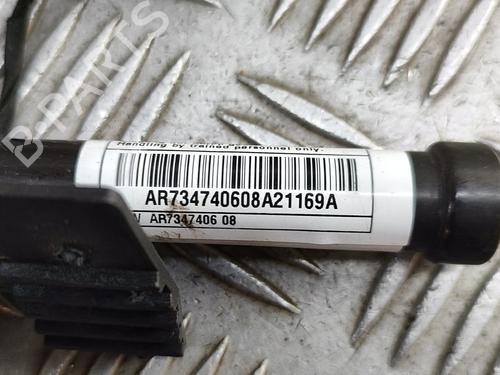 B-PARTS
Handling by trained personnel only
AR734740608A21169A
AR7347406 08